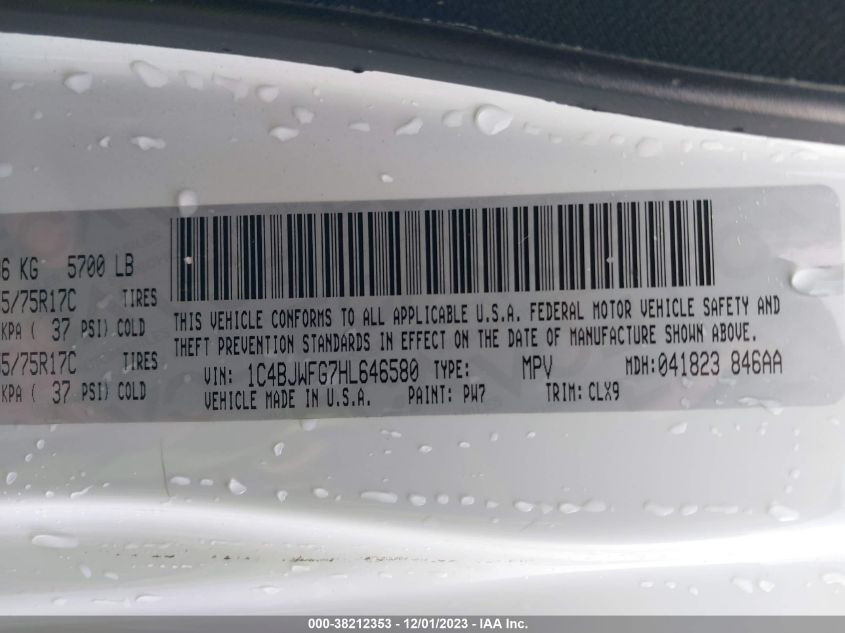 6 KG 5700 LB
5/75R17C TIRES
KPA ( 37 PSI) COLD
5/75R17C TIRES
KPA ( 37 PSI) COLD
THIS VEHICLE CONFORMS TO ALL APPLICABLE U.S.A. FEDERAL MOTOR VEHICLE SAFETY AND
THEFT PREVENTION STANDARDS IN EFFECT ON THE DATE OF MANUFACTURE SHOWN ABOVE.
VIN: 1C4BJWFG7HL646580 TYPE: MPV MDH: 041823 846AA
VEHICLE MADE IN U.S.A. PAINT: PW7 TRIM: CLX9
000-38212353 - 12/01/2023 - IAA Inc.